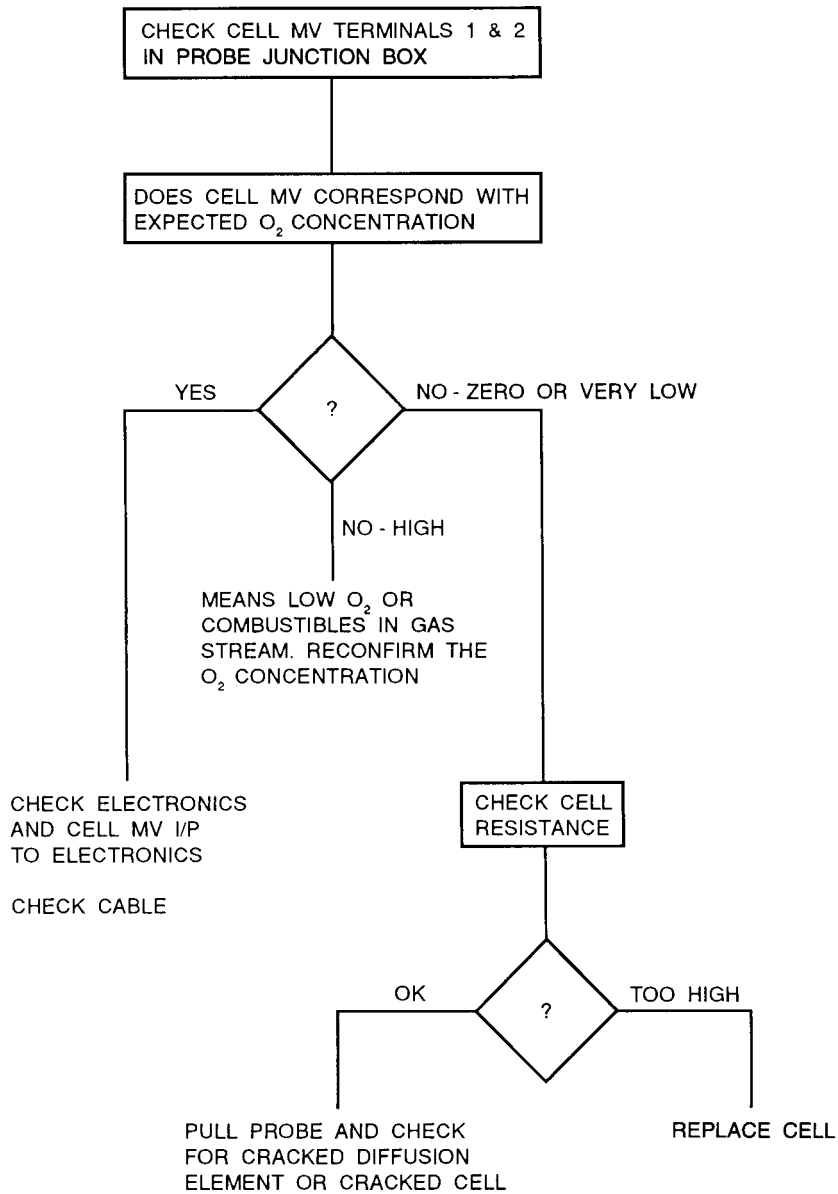 CHECK CELL MV TERMINALS 1 & 2
IN PROBE JUNCTION BOX
DOES CELL MV CORRESPOND WITH
EXPECTED O₂ CONCENTRATION
YES
?
NO - ZERO OR VERY LOW
NO - HIGH
MEANS LOW O₂ OR
COMBUSTIBLES IN GAS
STREAM. RECONFIRM THE
O₂ CONCENTRATION
CHECK ELECTRONICS
AND CELL MV I/P
TO ELECTRONICS
CHECK CABLE
CHECK CELL
RESISTANCE
OK
?
TOO HIGH
PULL PROBE AND CHECK
FOR CRACKED DIFFUSION
ELEMENT OR CRACKED CELL
REPLACE CELL